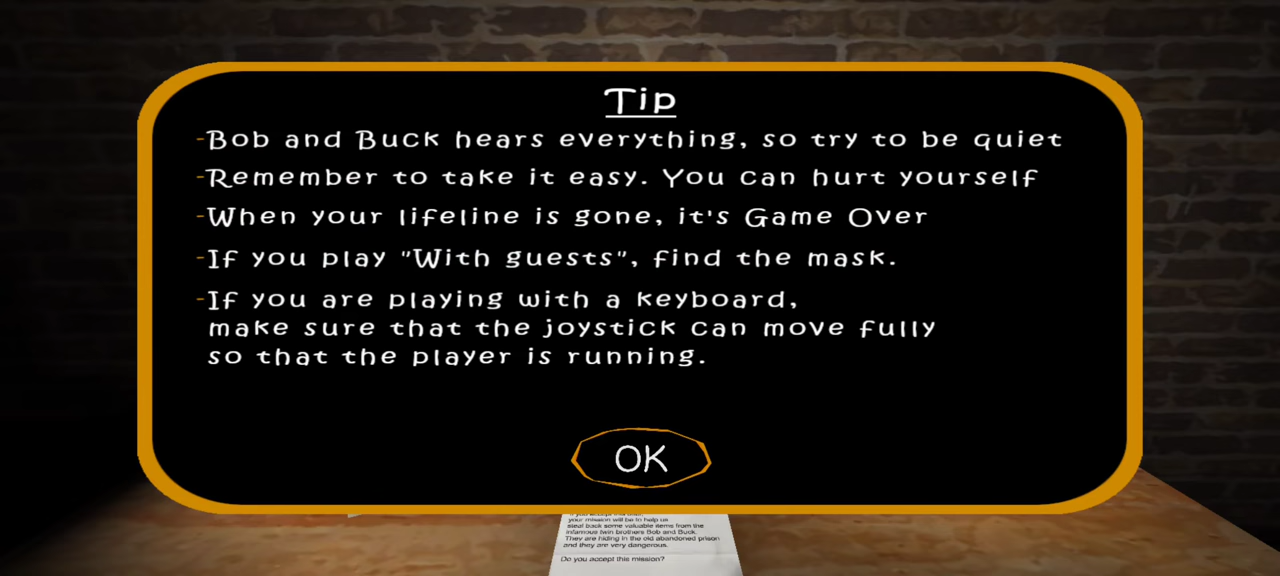 Tip
-Bob and Buck hears everything, so try to be quiet
-Remember to take it easy. You can hurt yourself
-When your lifeline is gone, it's Game Over
-If you play "With guests", find the mask.
-If you are playing with a keyboard,
make sure that the joystick can move fully
so that the player is running.
OK
your mission will be to help us
steal back some valuable items from the
infamous twin brothers Bob and Buck.
They are hiding in the old abandoned prison
and they are very dangerous.
Do you accept this mission?